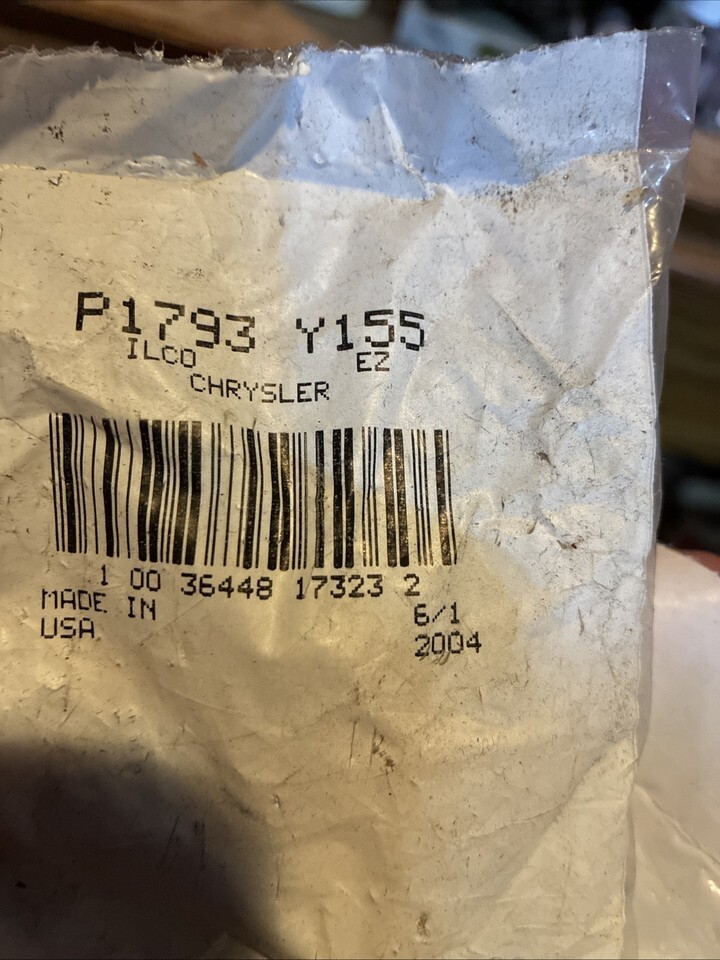 P1793 Y155
ILCO EZ
CHRYSLER
1 00 36448 17323 2
MADE IN 6/1
USA 2004